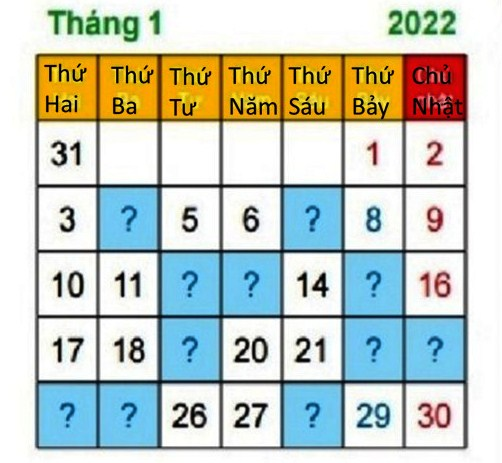 Tháng 1 2022
Thứ Hai Thứ Ba Thứ Tư Thứ Năm Thứ Sáu Thứ Bảy Chủ Nhật
31 1 2
3 ? 5 6 ? 8 9
10 11 ? ? 14 ? 16
17 18 ? 20 21 ? ?
? ? 26 27 ? 29 30